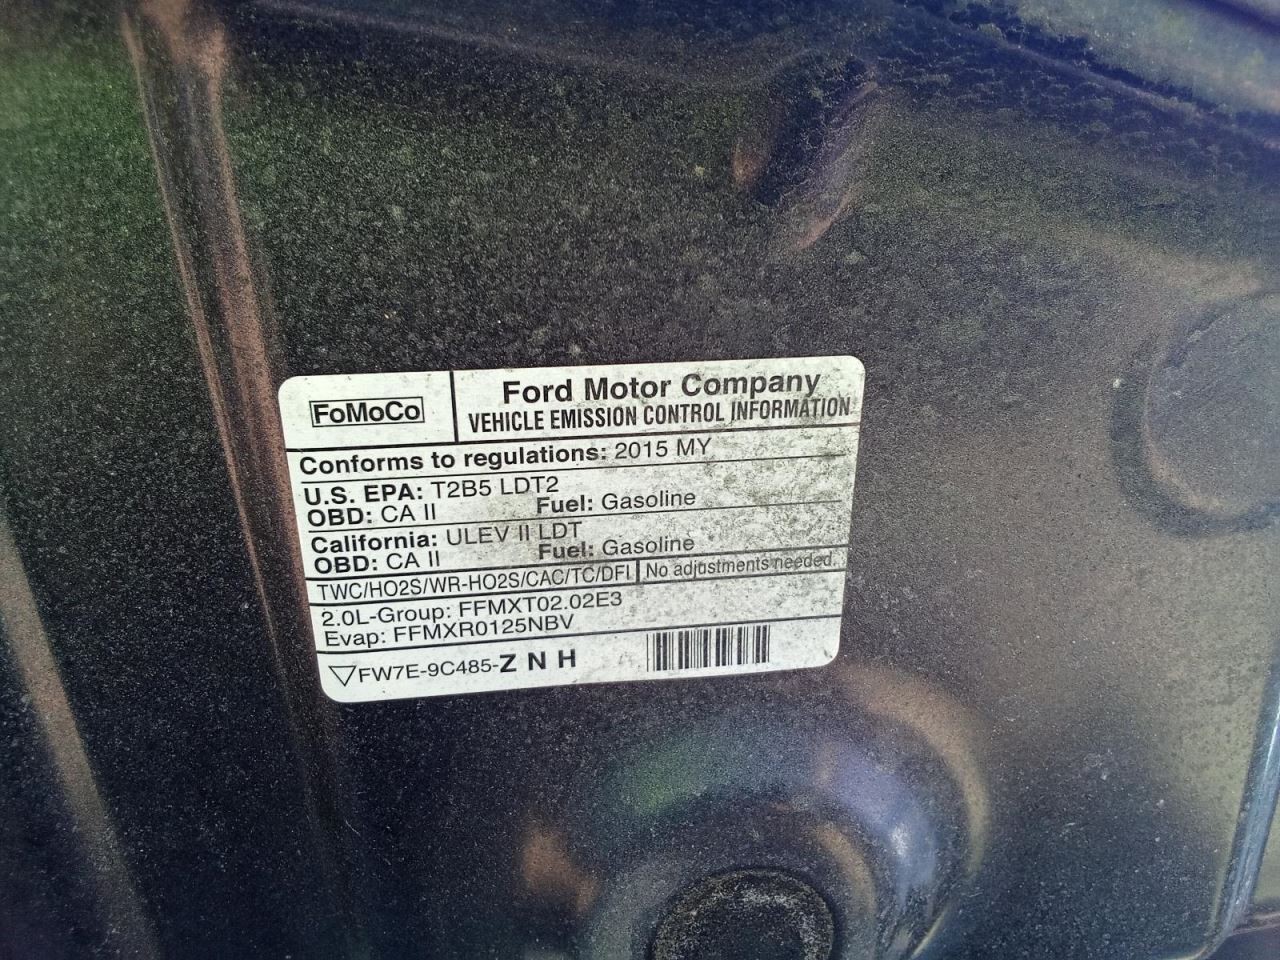 FoMoCo
Ford Motor Company
VEHICLE EMISSION CONTROL INFORMATION
Conforms to regulations: 2015 MY
U.S. EPA: T2B5 LDT2
OBD: CA II Fuel: Gasoline
California: ULEV II LDT
OBD: CA II Fuel: Gasoline
TWC/HO2S/WR-HO2S/CAC/TC/DFI No adjustments needed.
2.0L-Group: FFMXT02.02E3
Evap: FFMXR0125NBV
FW7E-9C485-Z N H